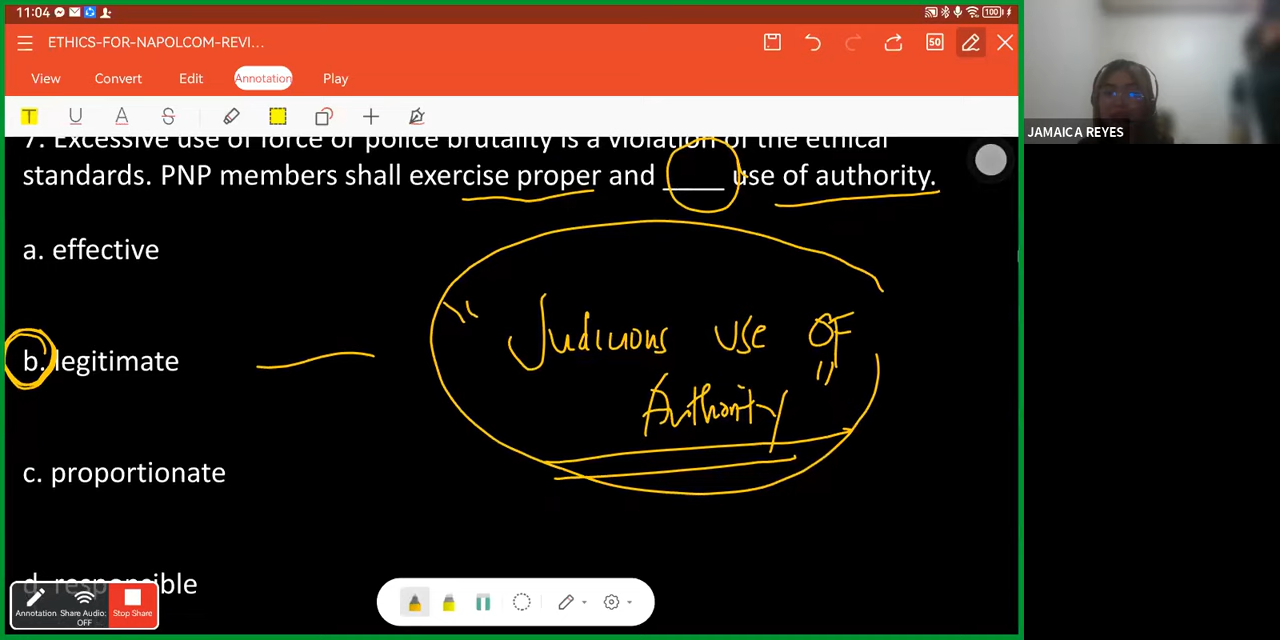 11:04
100
ETHICS-FOR-NAPOLCOM-REVI...
50
View Convert Edit Annotation Play
T U A S
JAMAICA REYES
7. Excessive use of force or police brutality is a violation of the ethical
standards. PNP members shall exercise proper and ____ use of authority.
a. effective
b. legitimate
c. proportionate
d. responsible
"Judicious use OF"
Authority
Annotation Share Audio: OFF Stop Share